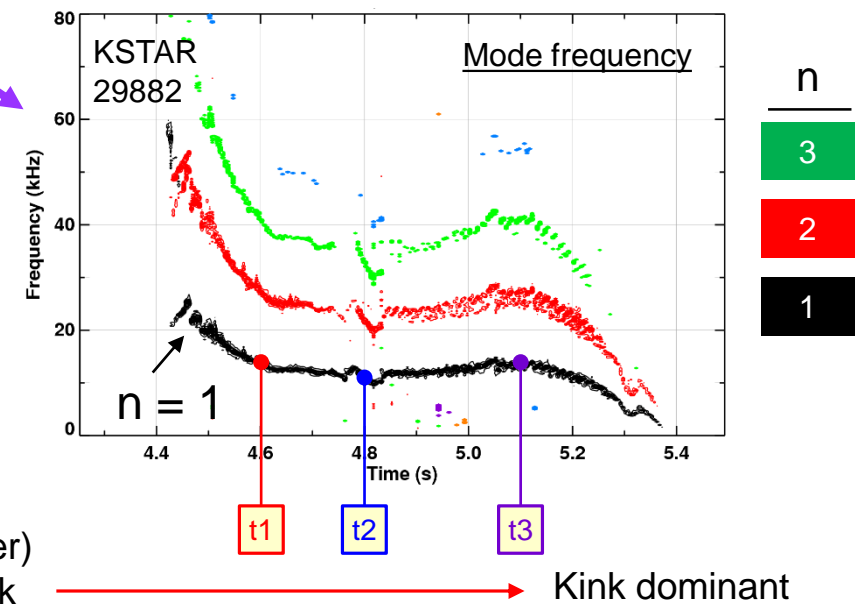 KSTAR
29882
Mode frequency
n
3
2
1
80
60
40
20
0
Frequency (kHz)
n = 1
4.4
4.6
4.8
5.0
5.2
5.4
Time (s)
t1
t2
t3
er)
k
Kink dominant